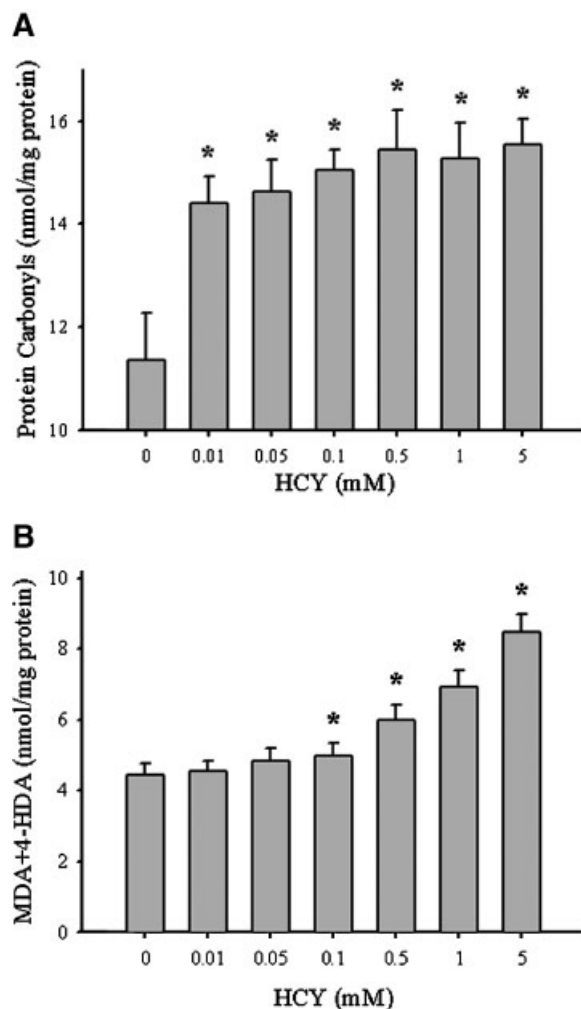 A
Protein Carbonyls (nmol/mg protein)
16
14
12
10
* * * * * *
0 0.01 0.05 0.1 0.5 1 5
HCY (mM)
B
MDA+4-HDA (nmol/mg protein)
10
8
6
4
2
0
* * * *
0 0.01 0.05 0.1 0.5 1 5
HCY (mM)